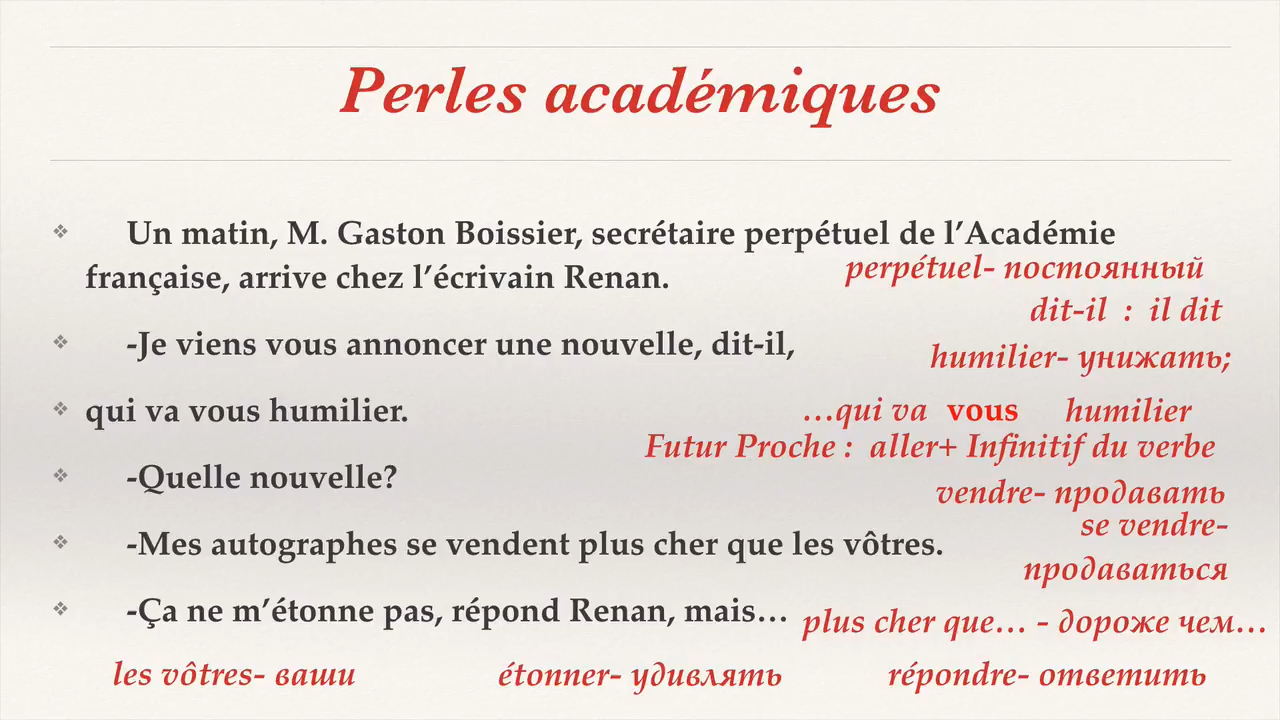 Perles académiques
Un matin, M. Gaston Boissier, secrétaire perpétuel de l’Académie
française, arrive chez l’écrivain Renan.
perpétuel- постоянный
dit-il : il dit
-Je viens vous annoncer une nouvelle, dit-il,
humilier- унижать;
qui va vous humilier.
…qui va vous humilier
Futur Proche : aller+ Infinitif du verbe
-Quelle nouvelle?
vendre- продавать
se vendre-
продаваться
-Mes autographes se vendent plus cher que les vôtres.
-Ça ne m’étonne pas, répond Renan, mais…
plus cher que… - дороже чем…
les vôtres- ваши
étonner- удивлять
répondre- ответить